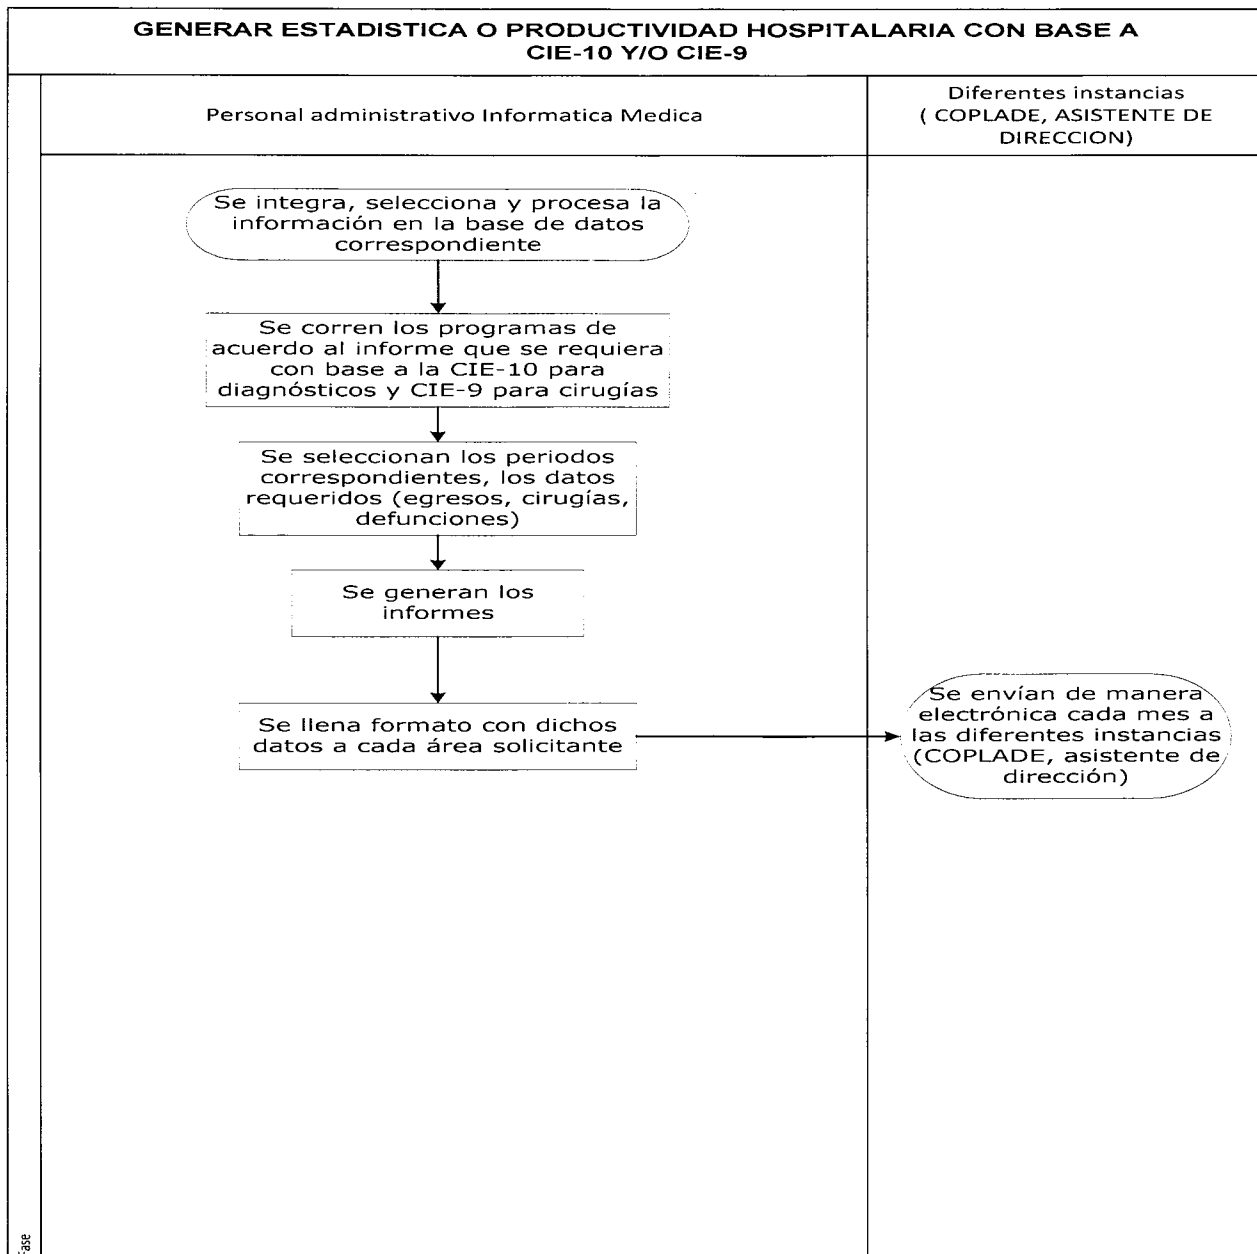 GENERAR ESTADISTICA O PRODUCTIVIDAD HOSPITALARIA CON BASE A
CIE-10 Y/O CIE-9
Personal administrativo Informatica Medica
Diferentes instancias
( COPLADE, ASISTENTE DE
DIRECCION)
Se integra, selecciona y procesa la
información en la base de datos
correspondiente
Se corren los programas de
acuerdo al informe que se requiera
con base a la CIE-10 para
diagnósticos y CIE-9 para cirugías
Se seleccionan los periodos
correspondientes, los datos
requeridos (egresos, cirugías,
defunciones)
Se generan los
informes
Se llena formato con dichos
datos a cada área solicitante
Se envían de manera
electrónica cada mes a
las diferentes instancias
(COPLADE, asistente de
dirección)
Fase